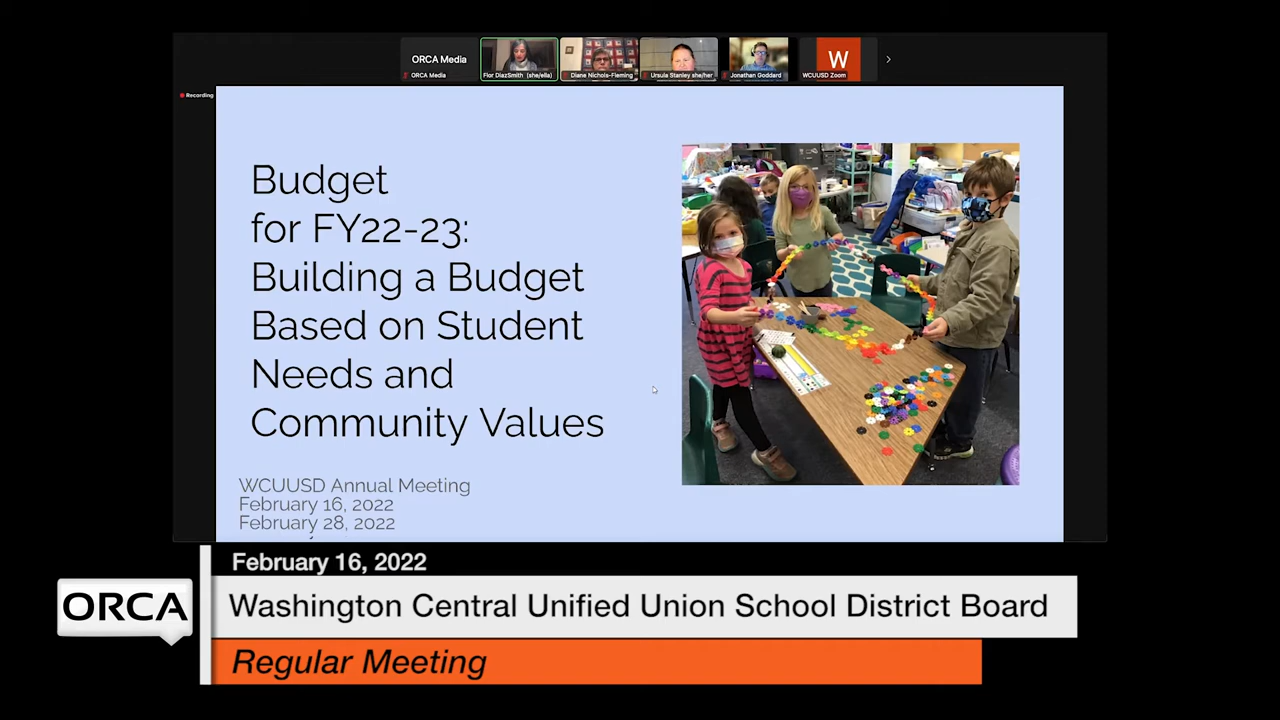 ORCA Media
ORCA Media
Flor DiazSmith (she/ella)
Diane Nichols-Fleming
Ursula Stanley she/her
Jonathan Goddard
W
WCUUSD Zoom
Recording
Budget
for FY22-23:
Building a Budget
Based on Student
Needs and
Community Values
WCUUSD Annual Meeting
February 16, 2022
February 28, 2022
February 16, 2022
ORCA
Washington Central Unified Union School District Board
Regular Meeting